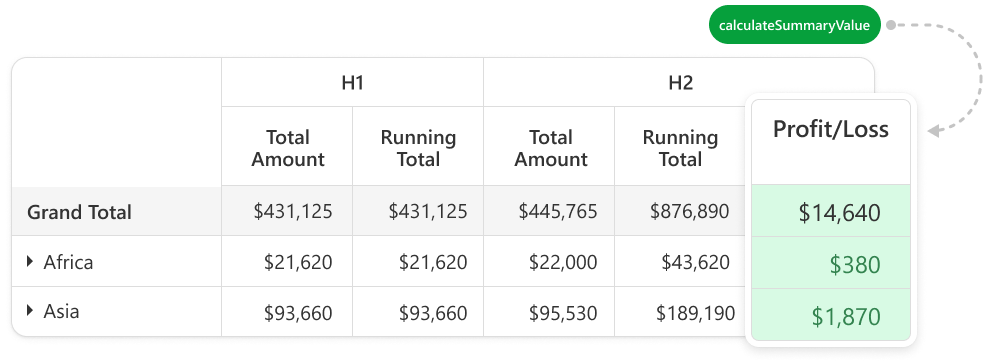 calculateSummaryValue
H1
H2
Total Amount
Running Total
Total Amount
Running Total
Profit/Loss
Grand Total $431,125 $431,125 $445,765 $876,890 $14,640
Africa $21,620 $21,620 $22,000 $43,620 $380
Asia $93,660 $93,660 $95,530 $189,190 $1,870